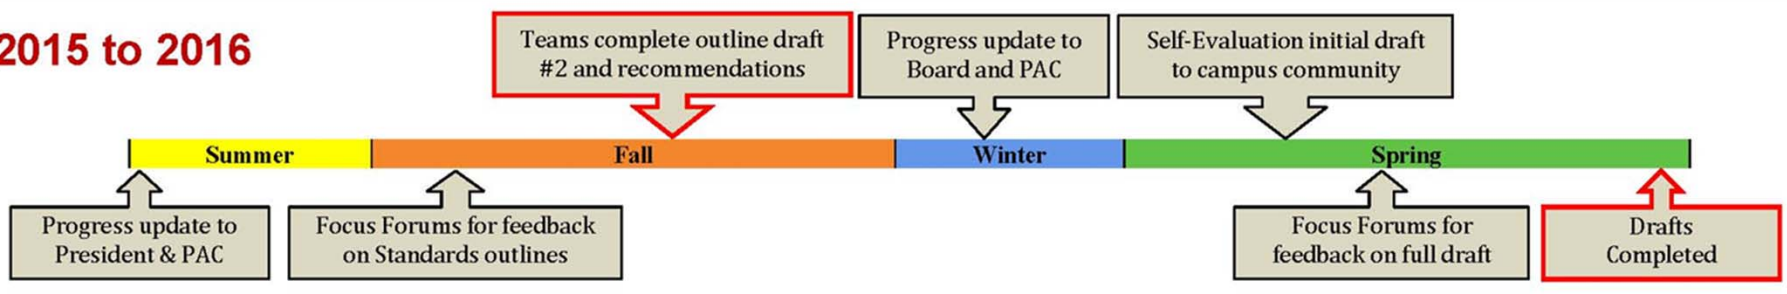 2015 to 2016
Teams complete outline draft
#2 and recommendations
Progress update to
Board and PAC
Self-Evaluation initial draft
to campus community
Summer
Fall
Winter
Spring
Progress update to
President & PAC
Focus Forums for feedback
on Standards outlines
Focus Forums for
feedback on full draft
Drafts
Completed